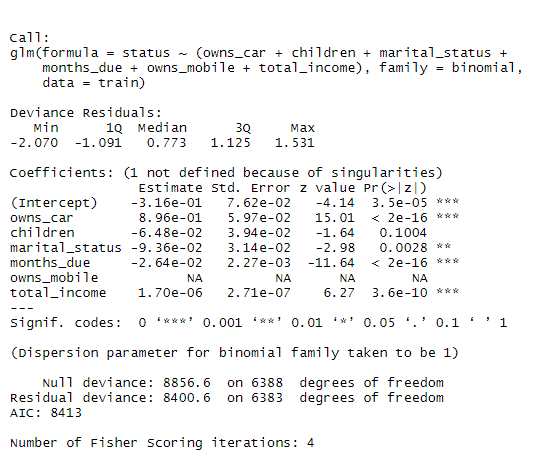 Call:
glm(formula = status ~ (owns_car + children + marital_status +
    months_due + owns_mobile + total_income), family = binomial,
    data = train)
Deviance Residuals:
   Min      1Q  Median      3Q     Max
-2.070  -1.091   0.773   1.125   1.531
Coefficients: (1 not defined because of singularities)
                Estimate Std. Error z value Pr(>|z|)
(Intercept)    -3.16e-01   7.62e-02   -4.14  3.5e-05 ***
owns_car        8.96e-01   5.97e-02   15.01  < 2e-16 ***
children       -6.48e-02   3.94e-02   -1.64   0.1004
marital_status -9.36e-02   3.14e-02   -2.98   0.0028 **
months_due     -2.64e-02   2.27e-03  -11.64  < 2e-16 ***
owns_mobile           NA         NA      NA       NA
total_income    1.70e-06   2.71e-07    6.27  3.6e-10 ***
---
Signif. codes:  0 ‘***’ 0.001 ‘**’ 0.01 ‘*’ 0.05 ‘.’ 0.1 ‘ ’ 1
(Dispersion parameter for binomial family taken to be 1)
    Null deviance: 8856.6  on 6388  degrees of freedom
Residual deviance: 8400.6  on 6383  degrees of freedom
AIC: 8413
Number of Fisher Scoring iterations: 4